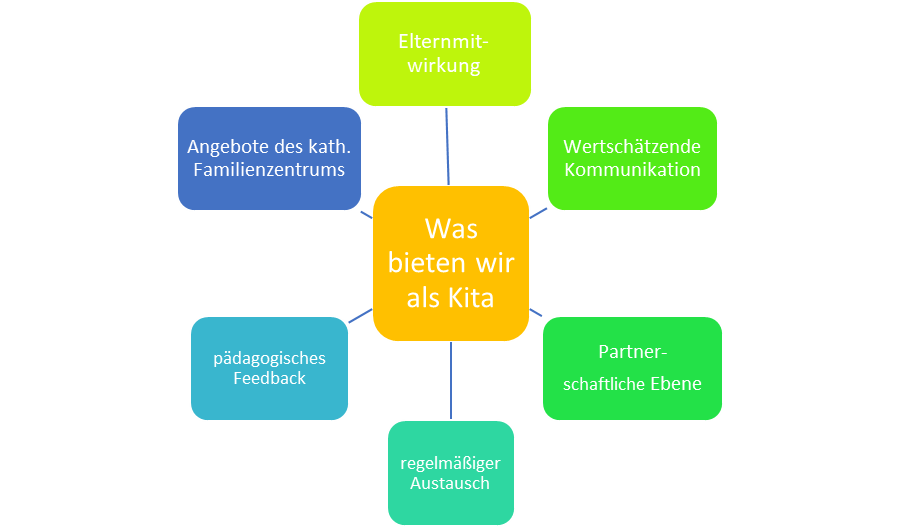 Elternmit-
wirkung
Angebote des kath.
Familienzentrums
Wertschätzende
Kommunikation
Was
bieten wir
als Kita
pädagogisches
Feedback
Partner-
schaftliche Ebene
regelmäßiger
Austausch